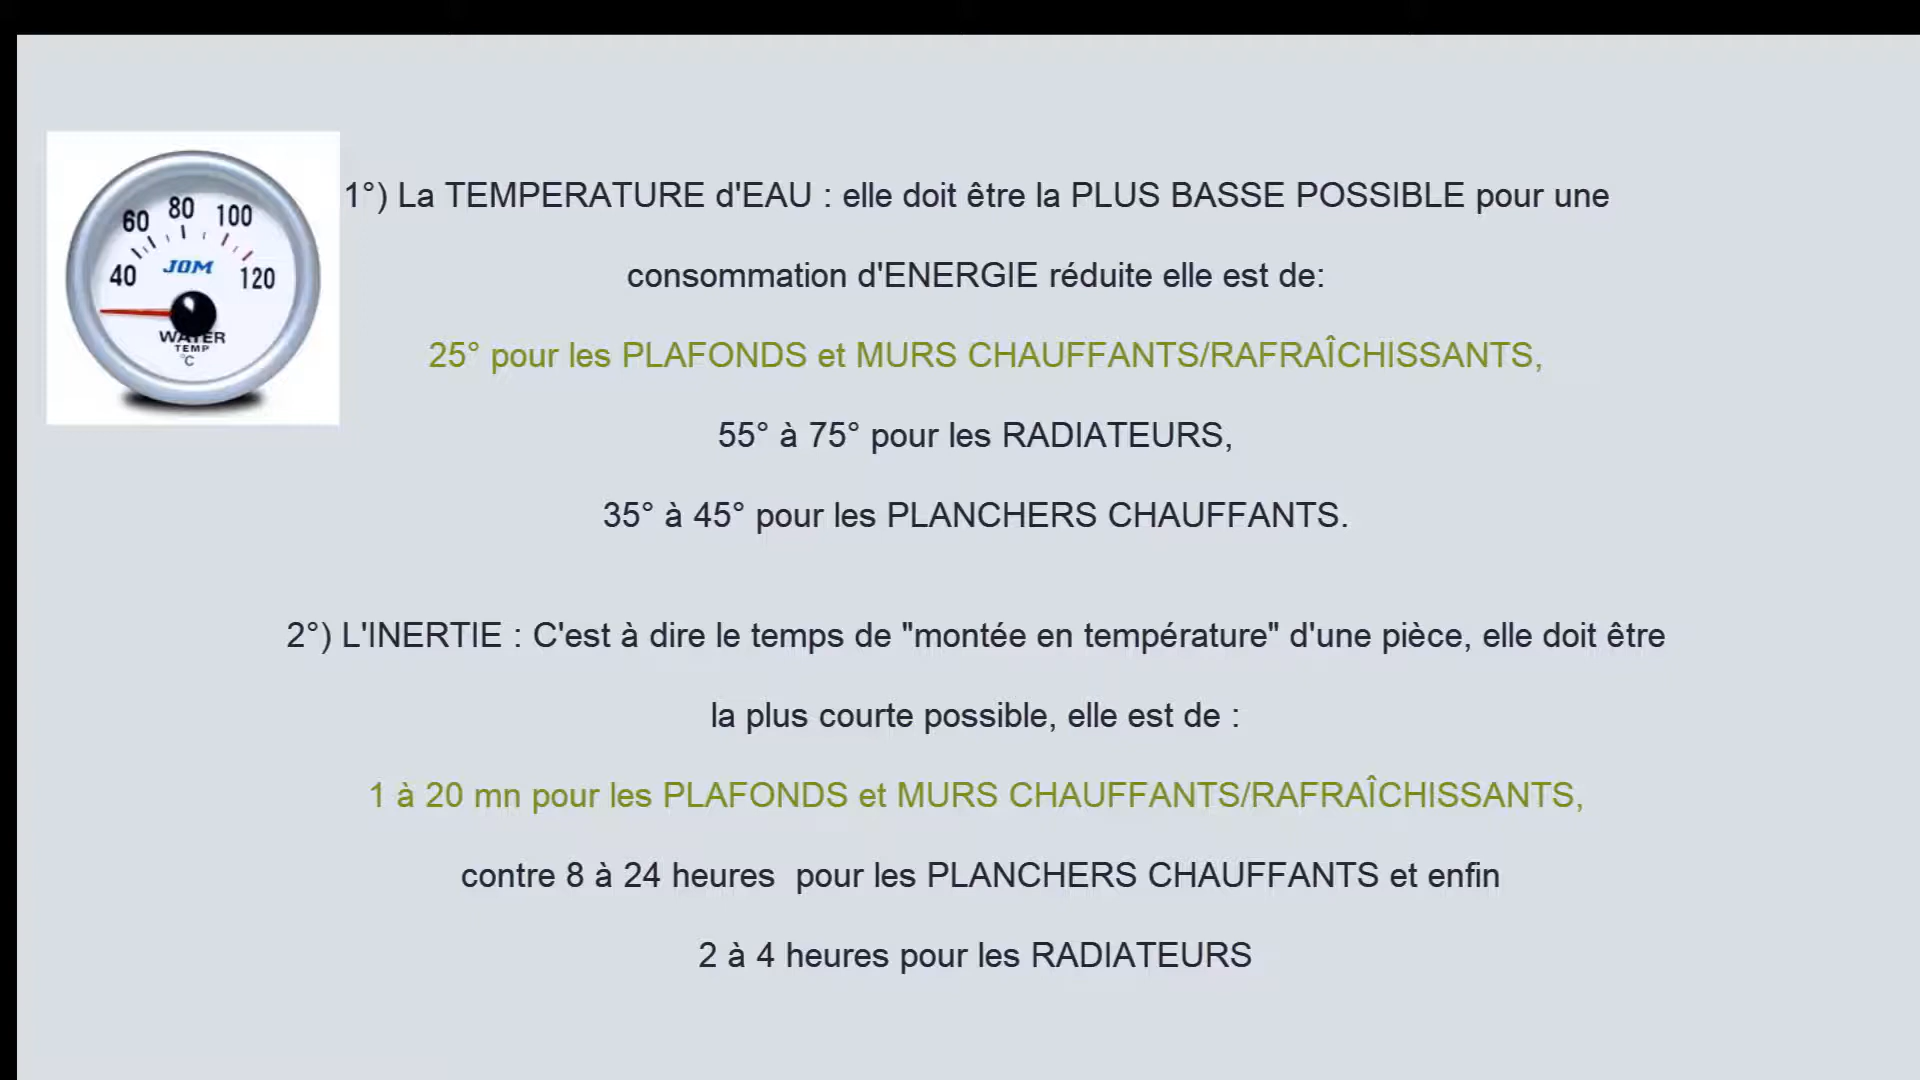 60 80 100
40 JOM 120
WATER
TEMP
°C
1°) La TEMPERATURE d'EAU : elle doit être la PLUS BASSE POSSIBLE pour une
consommation d'ENERGIE réduite elle est de:
25° pour les PLAFONDS et MURS CHAUFFANTS/RAFRAÎCHISSANTS,
55° à 75° pour les RADIATEURS,
35° à 45° pour les PLANCHERS CHAUFFANTS.
2°) L'INERTIE : C'est à dire le temps de "montée en température" d'une pièce, elle doit être
la plus courte possible, elle est de :
1 à 20 mn pour les PLAFONDS et MURS CHAUFFANTS/RAFRAÎCHISSANTS,
contre 8 à 24 heures  pour les PLANCHERS CHAUFFANTS et enfin
2 à 4 heures pour les RADIATEURS